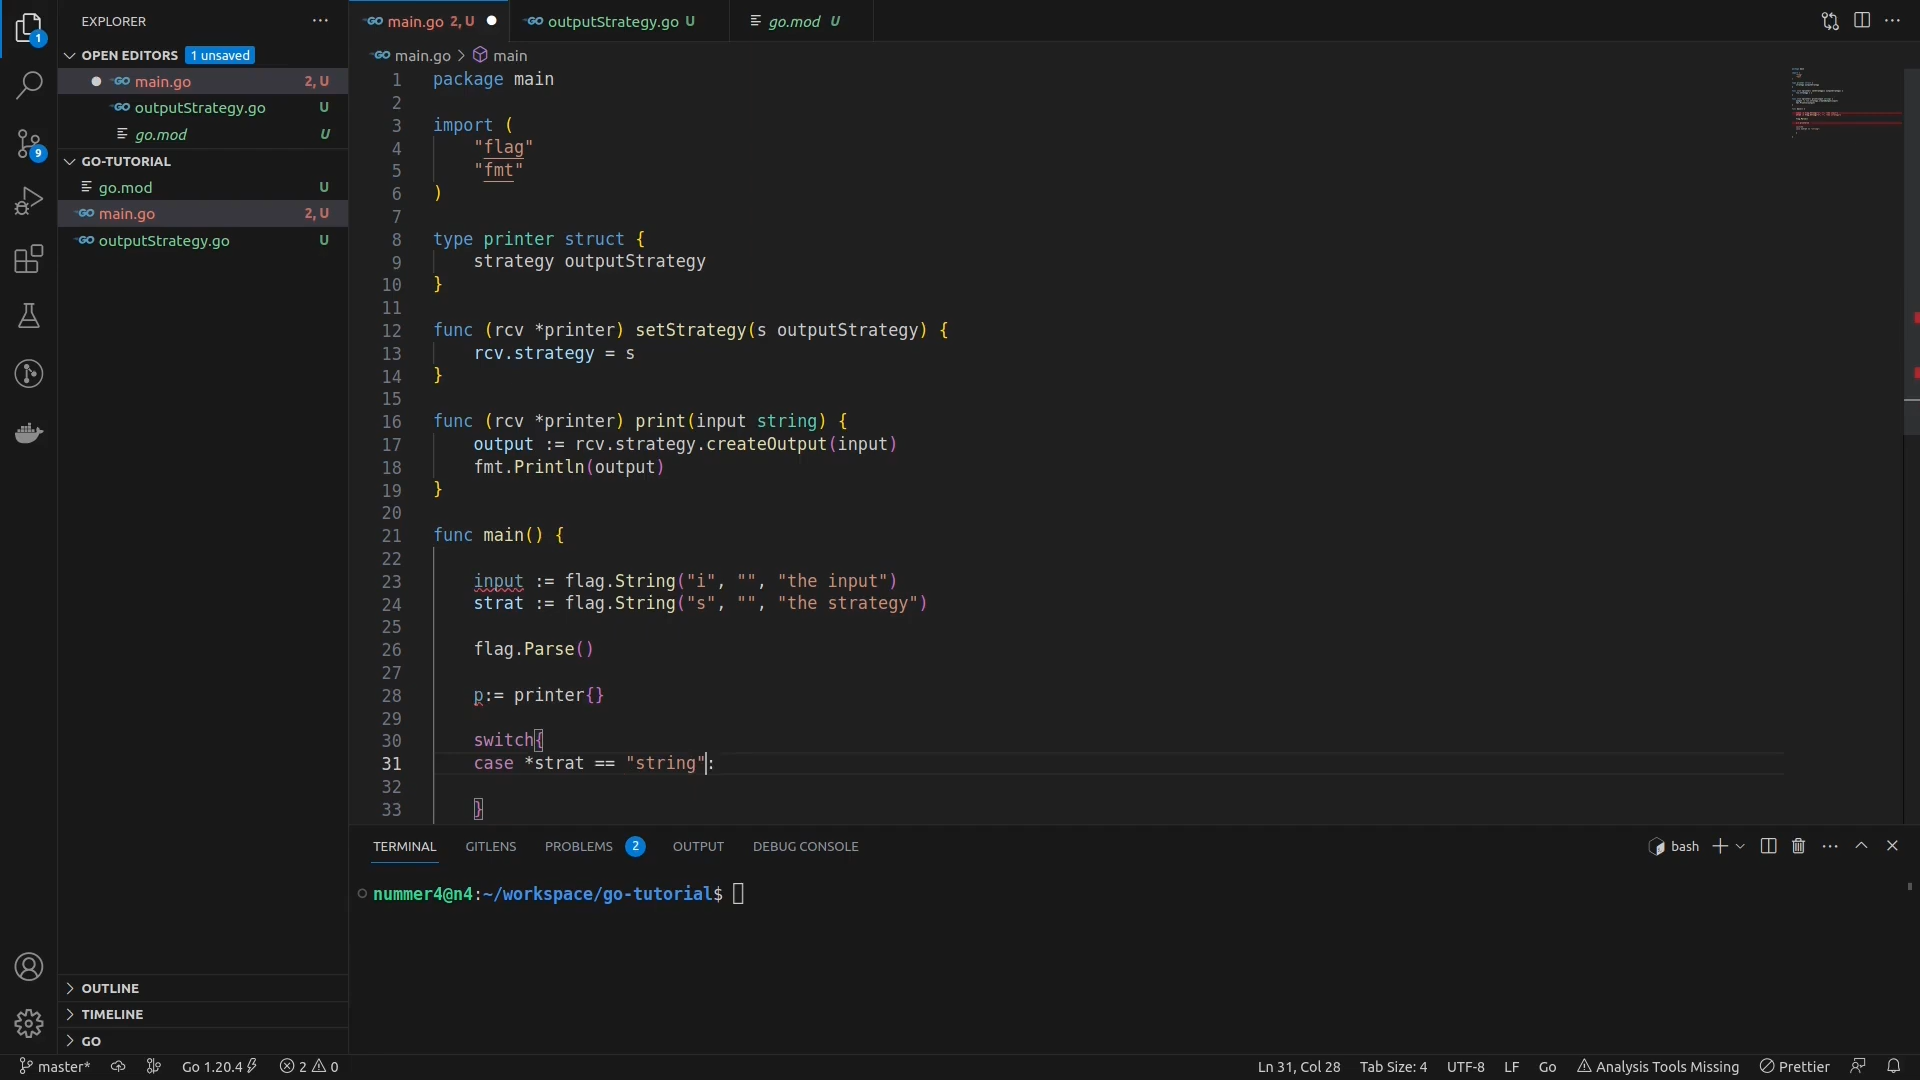 EXPLORER
OPEN EDITORS 1 unsaved
main.go 2, U
outputStrategy.go U
go.mod U
GO-TUTORIAL
go.mod U
main.go 2, U
outputStrategy.go U
OUTLINE
TIMELINE
GO
1
9
main.go 2, U
outputStrategy.go U
go.mod U
main.go > main
1 package main
2
3 import (
4 "flag"
5 "fmt"
6 )
7
8 type printer struct {
9 strategy outputStrategy
10 }
11
12 func (rcv *printer) setStrategy(s outputStrategy) {
13 rcv.strategy = s
14 }
15
16 func (rcv *printer) print(input string) {
17 output := rcv.strategy.createOutput(input)
18 fmt.Println(output)
19 }
20
21 func main() {
22
23 input := flag.String("i", "", "the input")
24 strat := flag.String("s", "", "the strategy")
25
26 flag.Parse()
27
28 p:= printer{}
29
30 switch{
31 case *strat == "string":
32
33 }
TERMINAL GITLENS PROBLEMS 2 OUTPUT DEBUG CONSOLE
bash
nummer4@n4:~/workspace/go-tutorial$
master* Go 1.20.4 2 0 Ln 31, Col 28 Tab Size: 4 UTF-8 LF Go Analysis Tools Missing Prettier